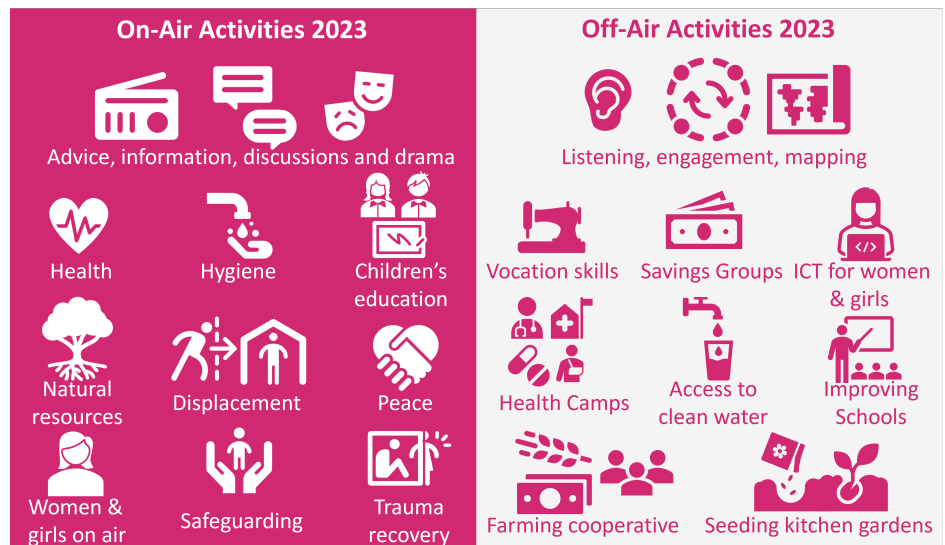 On-Air Activities 2023
Advice, information, discussions and drama
Health
Hygiene
Children's
education
Natural
resources
Displacement
Peace
Women &
girls on air
Safeguarding
Trauma
recovery
Off-Air Activities 2023
Listening, engagement, mapping
Vocation skills
Savings Groups
ICT for women
& girls
</>
Health Camps
Access to
clean water
Improving
Schools
Farming cooperative
Seeding kitchen gardens